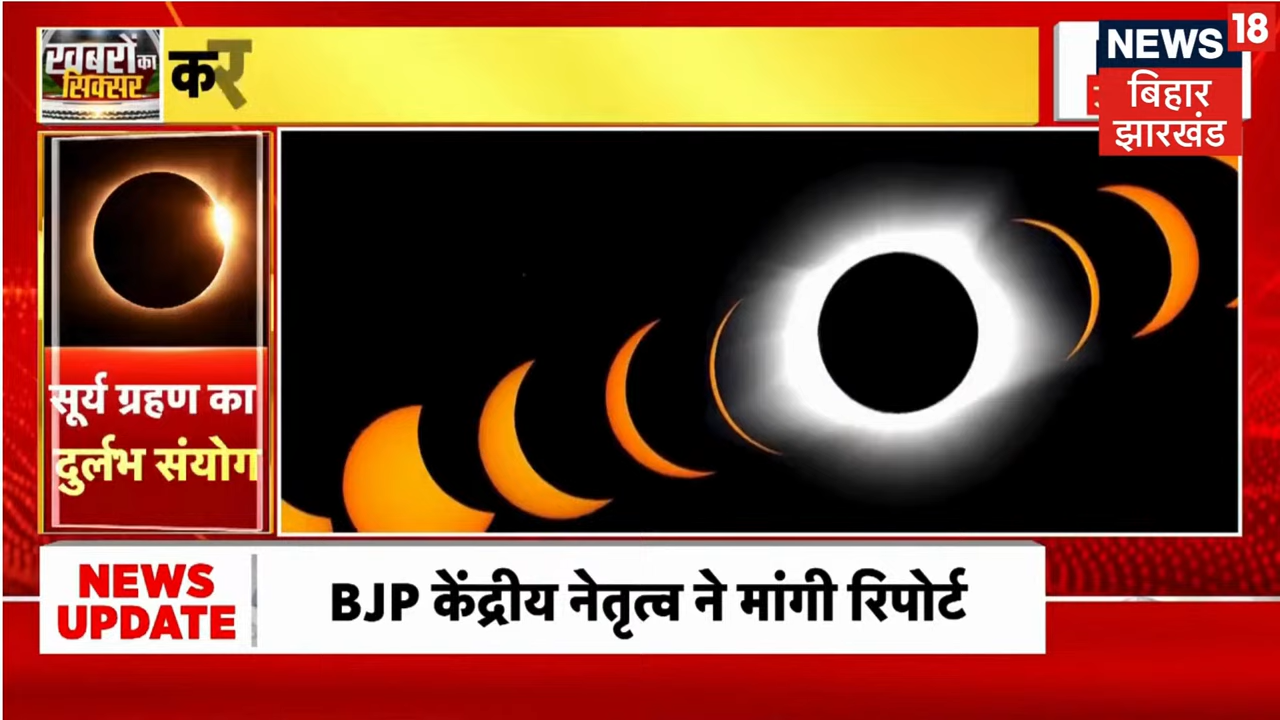 खबरों का
सिक्सर
कर
NEWS 18
बिहार
झारखंड
सूर्य ग्रहण का
दुर्लभ संयोग
NEWS
UPDATE
BJP केंद्रीय नेतृत्व ने मांगी रिपोर्ट